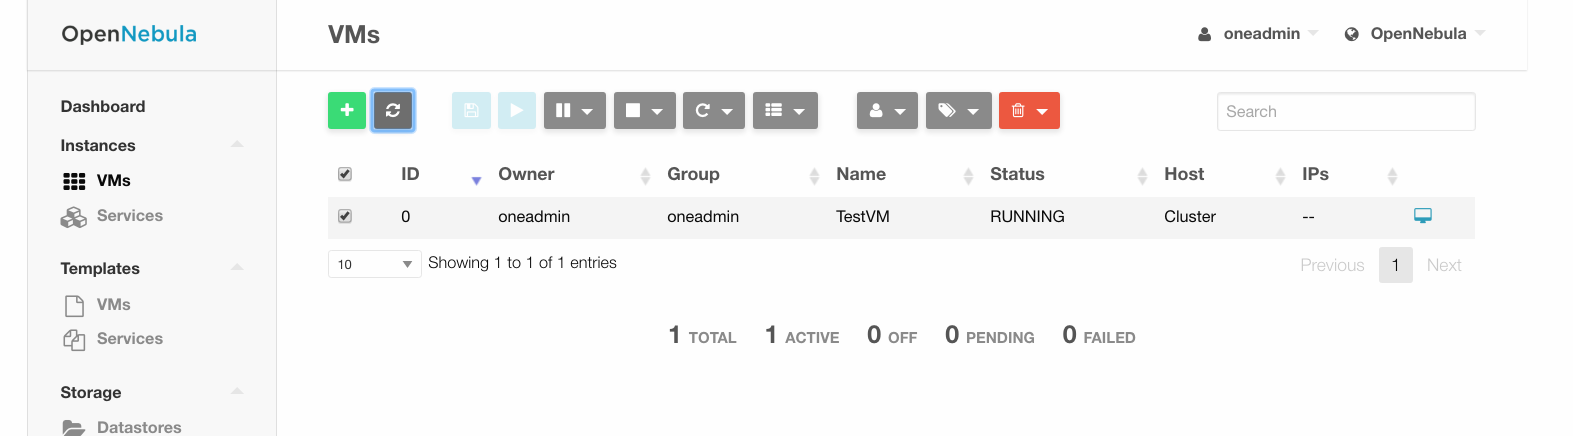 OpenNebula
VMs
oneadmin
OpenNebula
Dashboard
Instances
VMs
Services
Templates
VMs
Services
Storage
Datastores
Search
ID Owner Group Name Status Host IPs
0 oneadmin oneadmin TestVM RUNNING Cluster --
10 Showing 1 to 1 of 1 entries
Previous 1 Next
1 TOTAL 1 ACTIVE 0 OFF 0 PENDING 0 FAILED